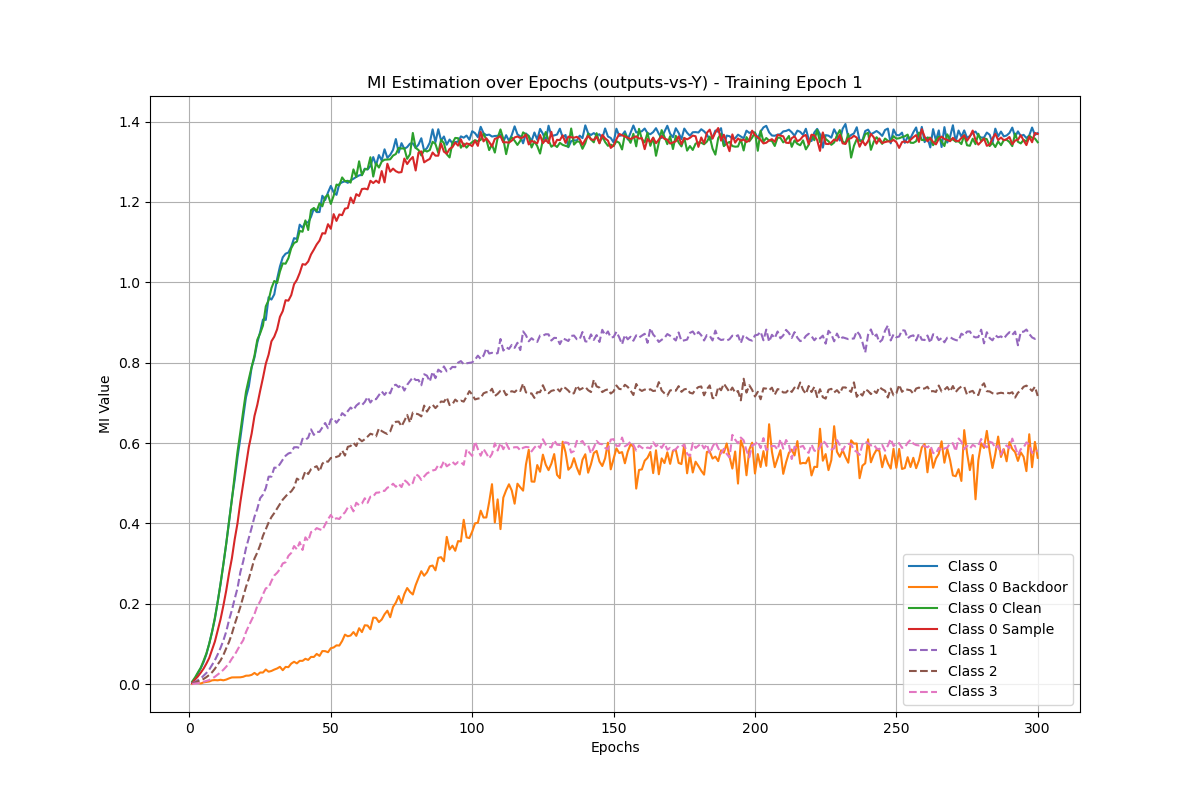 MI Estimation over Epochs (outputs-vs-Y) - Training Epoch 1
MI Value
1.4
1.2
1.0
0.8
0.6
0.4
0.2
0.0
0 50 100 150 200 250 300
Epochs
Class 0
Class 0 Backdoor
Class 0 Clean
Class 0 Sample
Class 1
Class 2
Class 3